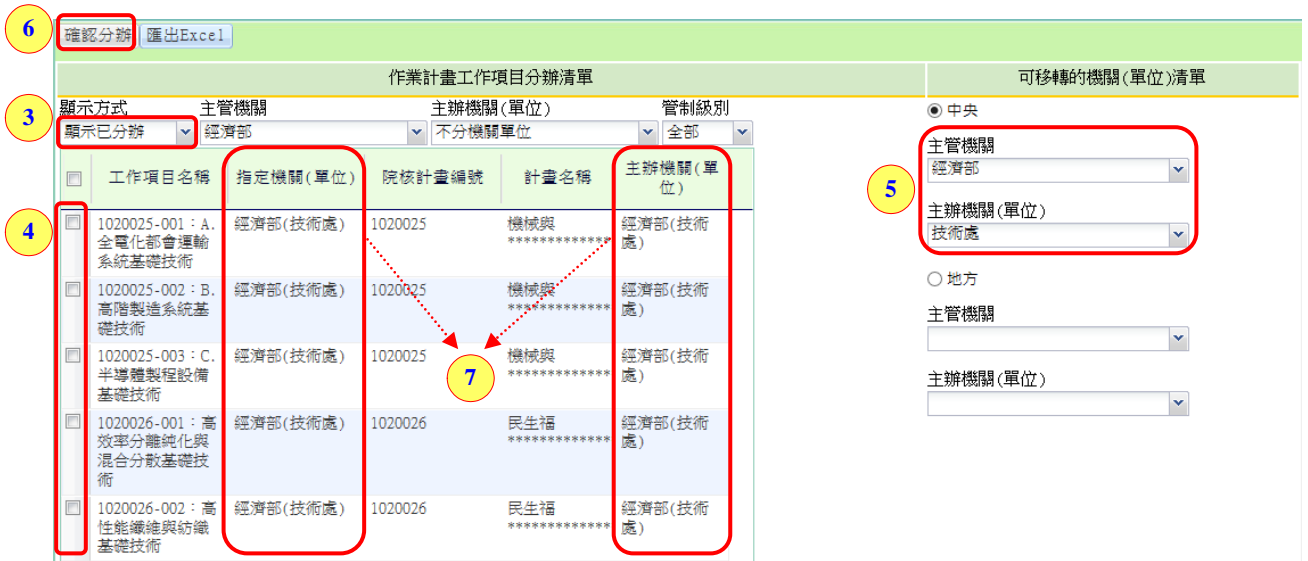 6
確認分辦 匯出Excel
作業計畫工作項目分辦清單
可移轉的機關(單位)清單
3
顯示方式 主管機關 主辦機關(單位) 管制級別
顯示已分辦 經濟部 不分機關單位 全部
中央
主管機關
經濟部
主辦機關(單位)
技術處
5
地方
主管機關
主辦機關(單位)
工作項目名稱 指定機關(單位) 院核計畫編號 計畫名稱 主辦機關(單
位)
4
1020025-001：A. 經濟部(技術處) 1020025 機械與 經濟部(技術
全電化都會運輸 ************* 處)
系統基礎技術
1020025-002：B. 經濟部(技術處) 1020025 機械與 經濟部(技術
高階製造系統基 ************* 處)
礎技術
1020025-003：C. 經濟部(技術處) 1020025 機械與 經濟部(技術
半導體製程設備 ************* 處)
基礎技術
7
1020026-001：高 經濟部(技術處) 1020026 民生福 經濟部(技術
效率分離純化與 ************* 處)
混合分散基礎技
術
1020026-002：高 經濟部(技術處) 1020026 民生福 經濟部(技術
性能纖維與紡織 ************* 處)
基礎技術